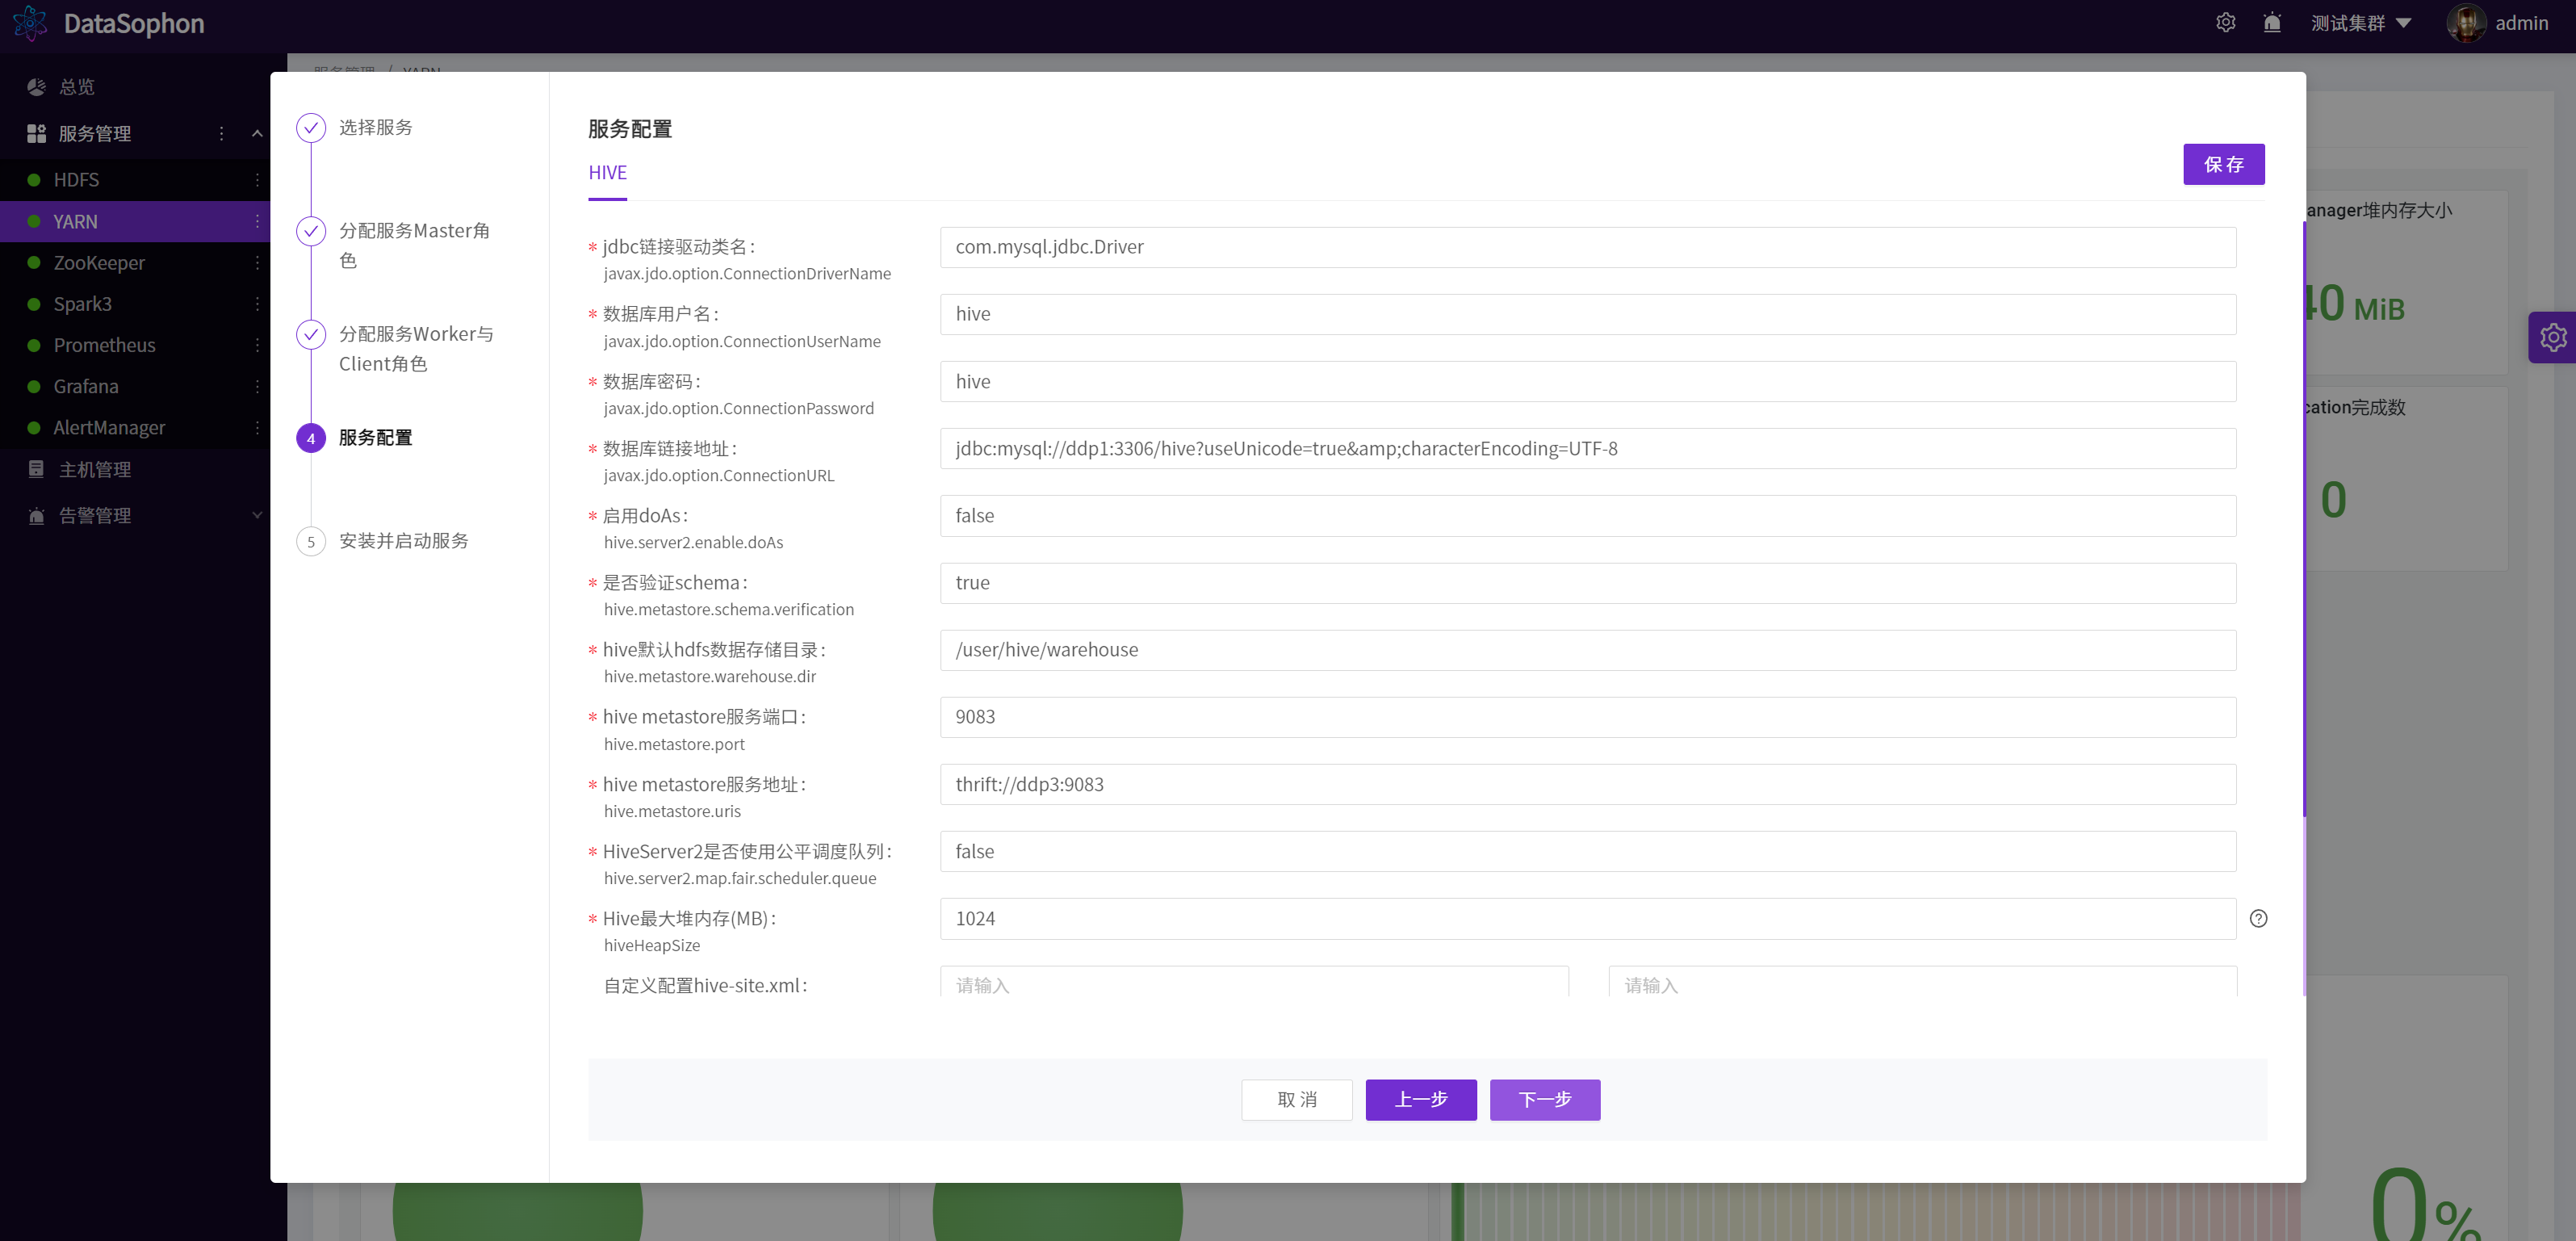 DataSophon
测试集群
admin
总览
服务管理
HDFS
YARN
ZooKeeper
Spark3
Prometheus
Grafana
AlertManager
主机管理
告警管理
服务管理 / YARN
选择服务
分配服务Master角
色
分配服务Worker与
Client角色
4
服务配置
5
安装并启动服务
服务配置
HIVE
保 存
* jdbc链接驱动类名:
com.mysql.jdbc.Driver
javax.jdo.option.ConnectionDriverName
* 数据库用户名:
hive
javax.jdo.option.ConnectionUserName
* 数据库密码:
hive
javax.jdo.option.ConnectionPassword
* 数据库链接地址:
jdbc:mysql://ddp1:3306/hive?useUnicode=true&amp;characterEncoding=UTF-8
javax.jdo.option.ConnectionURL
* 启用doAs:
false
hive.server2.enable.doAs
* 是否验证schema:
true
hive.metastore.schema.verification
* hive默认hdfs数据存储目录:
/user/hive/warehouse
hive.metastore.warehouse.dir
* hive metastore服务端口:
9083
hive.metastore.port
* hive metastore服务地址:
thrift://ddp3:9083
hive.metastore.uris
* HiveServer2是否使用公平调度队列:
false
hive.server2.map.fair.scheduler.queue
* Hive最大堆内存(MB):
1024
hiveHeapSize
自定义配置hive-site.xml:
请输入
请输入
取 消
上一步
下一步
anager堆内存大小
40 MiB
cation完成数
0
0%